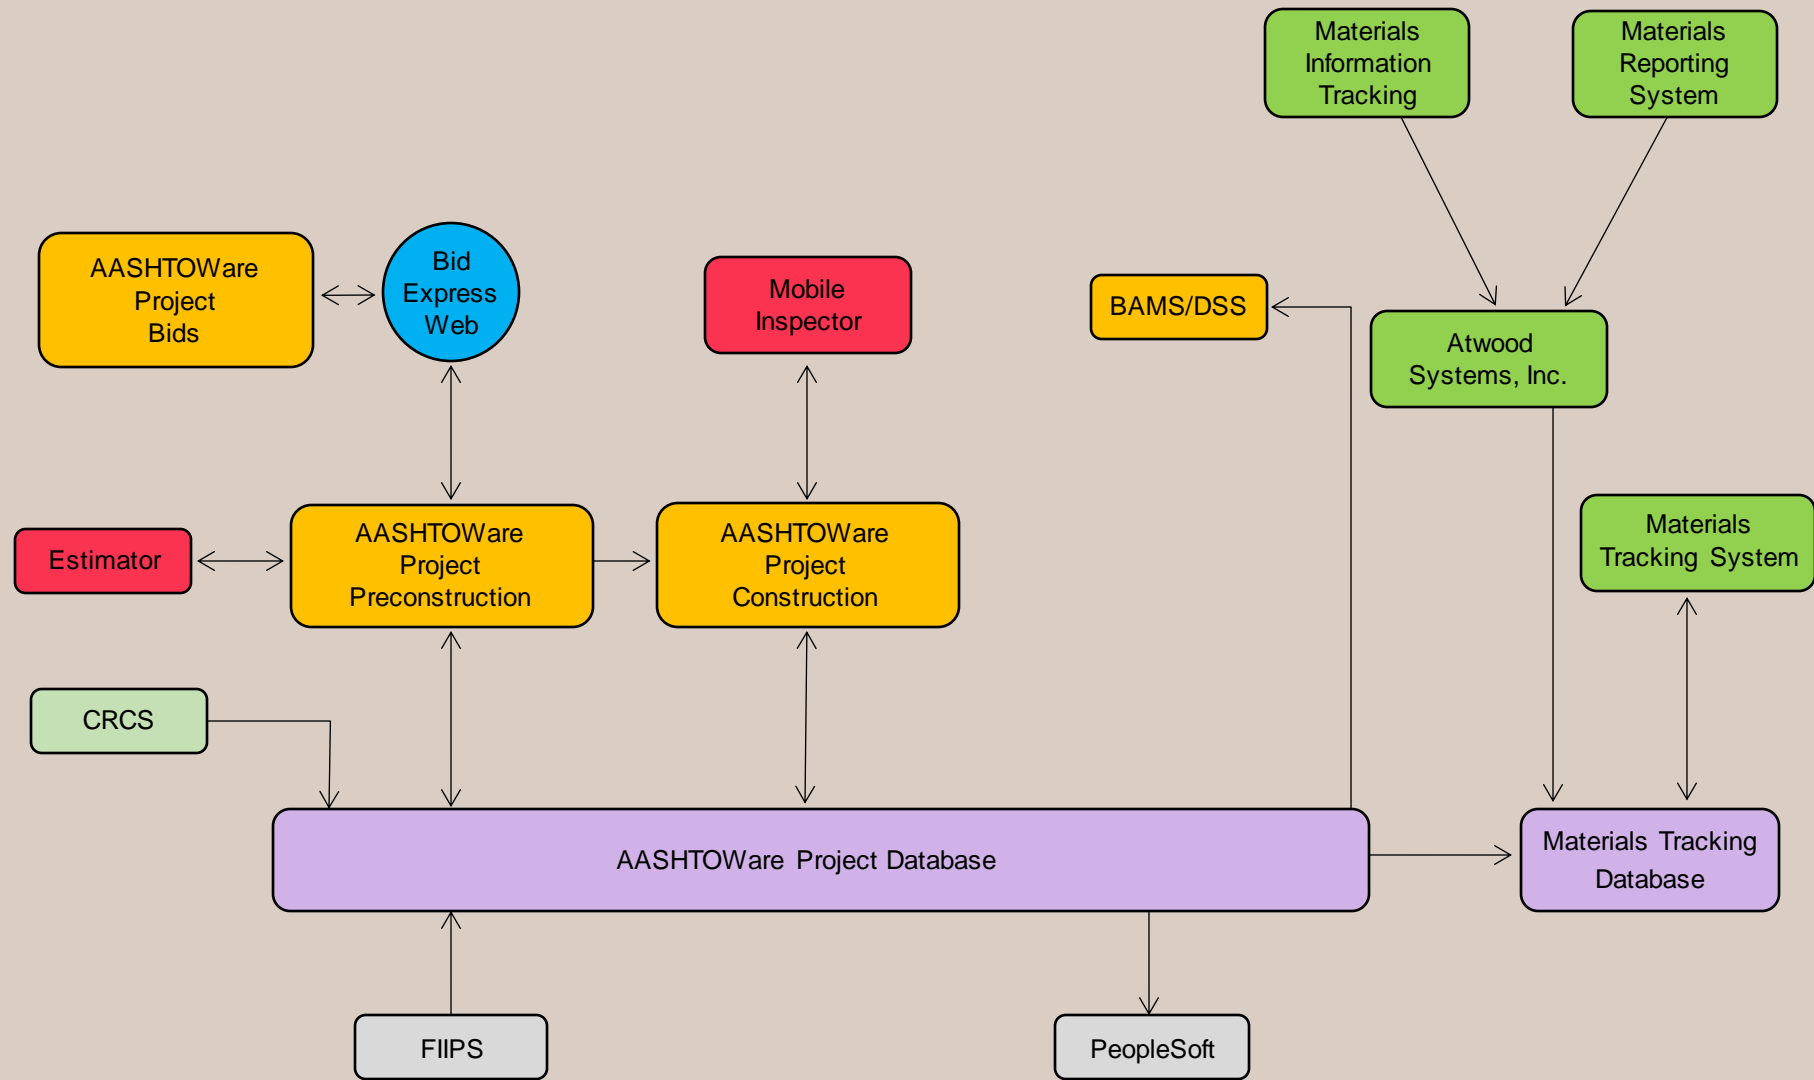 Materials
Information
Tracking
Materials
Reporting
System
AASHTOWare
Project
Bids
Bid
Express
Web
Mobile
Inspector
BAMS/DSS
Atwood
Systems, Inc.
Estimator
AASHTOWare
Project
Preconstruction
AASHTOWare
Project
Construction
Materials
Tracking System
CRCS
AASHTOWare Project Database
Materials Tracking
Database
FIIPS
PeopleSoft